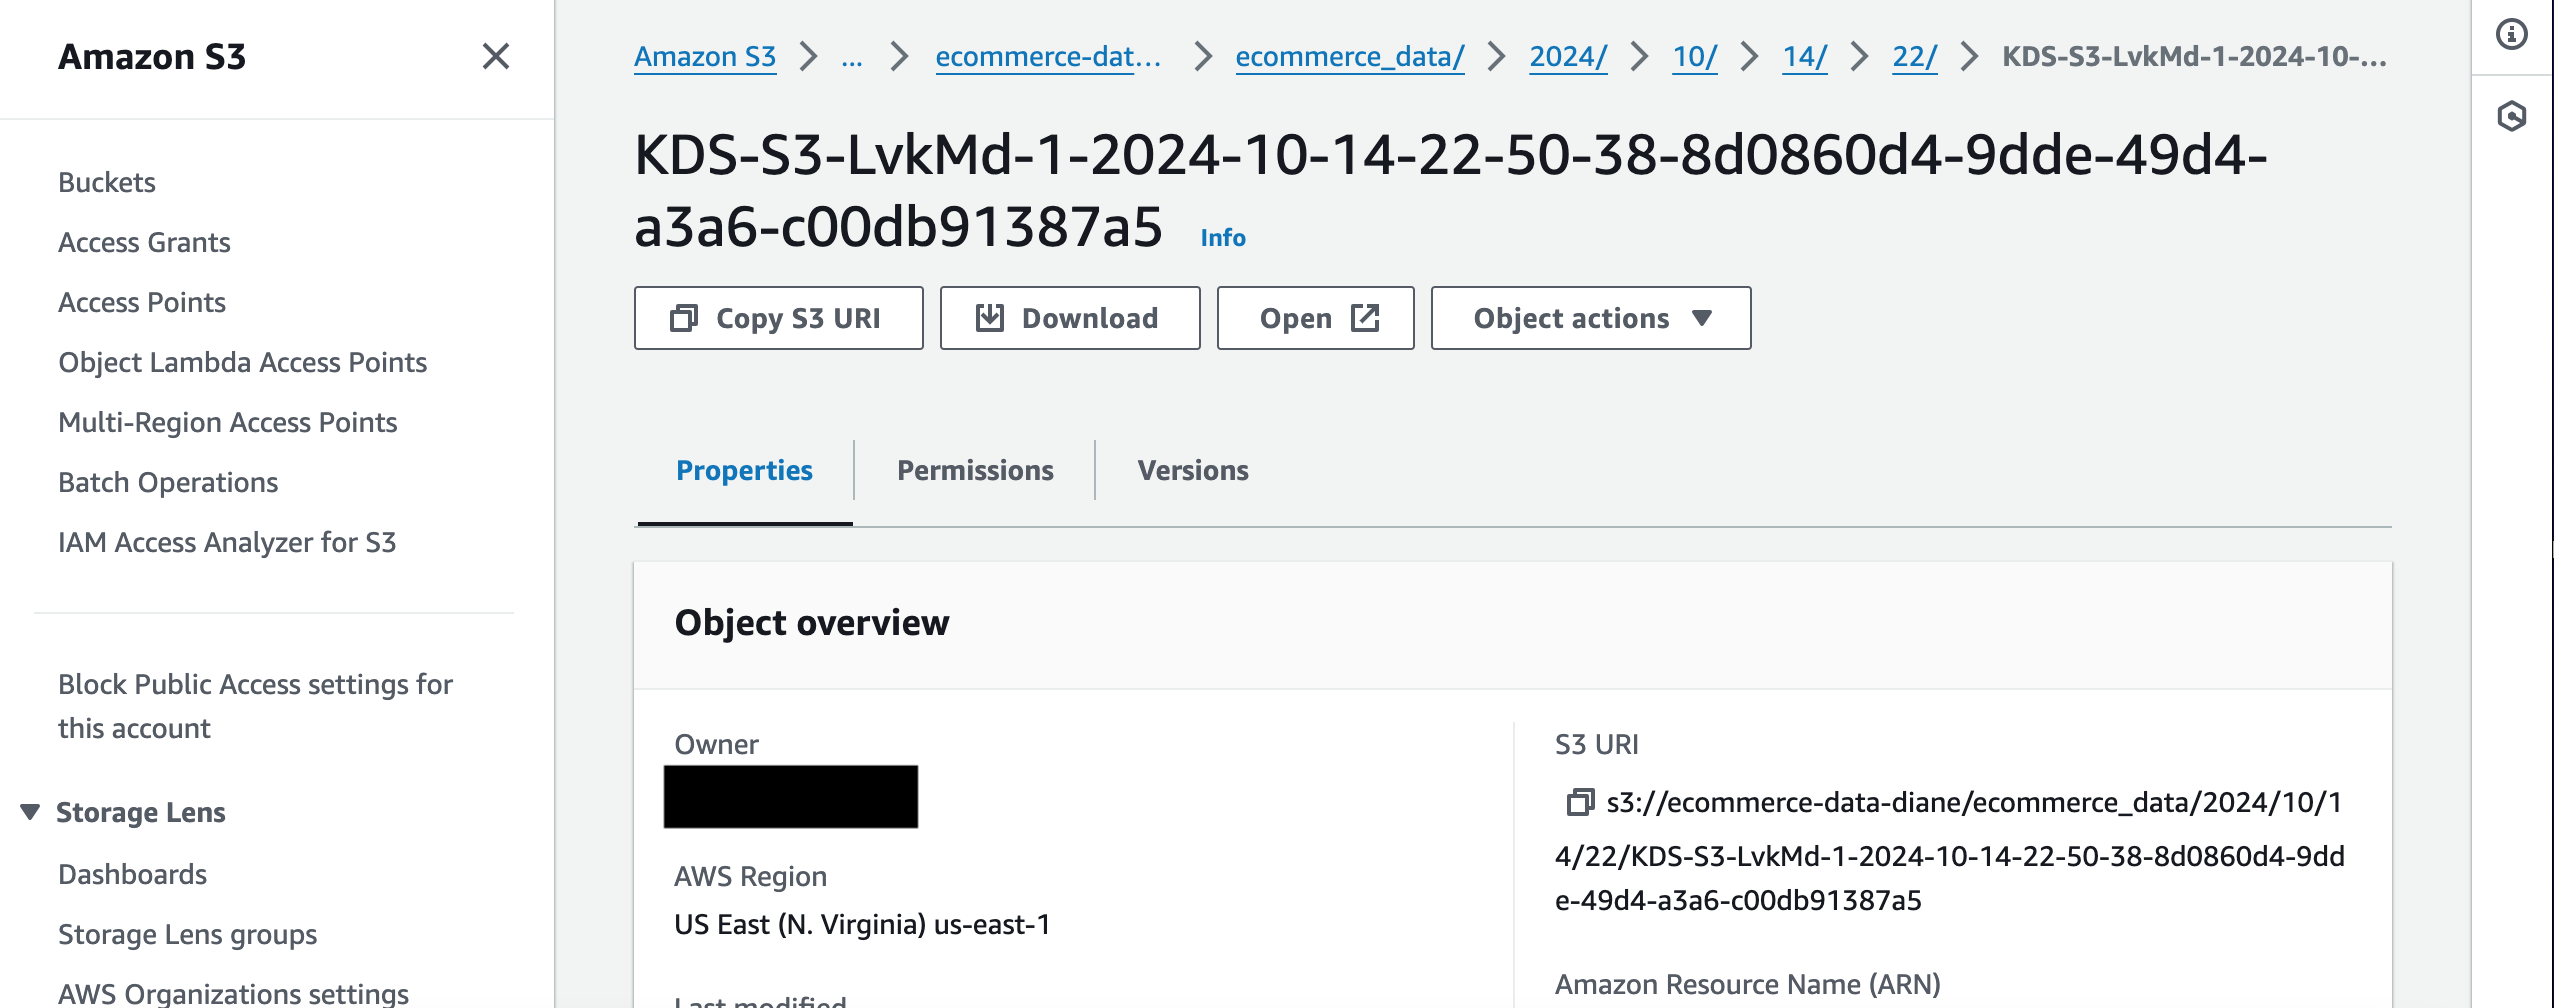 Amazon S3
Buckets
Access Grants
Access Points
Object Lambda Access Points
Multi-Region Access Points
Batch Operations
IAM Access Analyzer for S3
Block Public Access settings for
this account
Storage Lens
Dashboards
Storage Lens groups
AWS Organizations settings
Amazon S3 ... ecommerce-dat... ecommerce_data/ 2024/ 10/ 14/ 22/ KDS-S3-LvkMd-1-2024-10-...
KDS-S3-LvkMd-1-2024-10-14-22-50-38-8d0860d4-9dde-49d4-
a3a6-c00db91387a5 Info
Copy S3 URI Download Open Object actions
Properties Permissions Versions
Object overview
Owner
AWS Region
US East (N. Virginia) us-east-1
Last modified
S3 URI
s3://ecommerce-data-diane/ecommerce_data/2024/10/1
4/22/KDS-S3-LvkMd-1-2024-10-14-22-50-38-8d0860d4-9dd
e-49d4-a3a6-c00db91387a5
Amazon Resource Name (ARN)